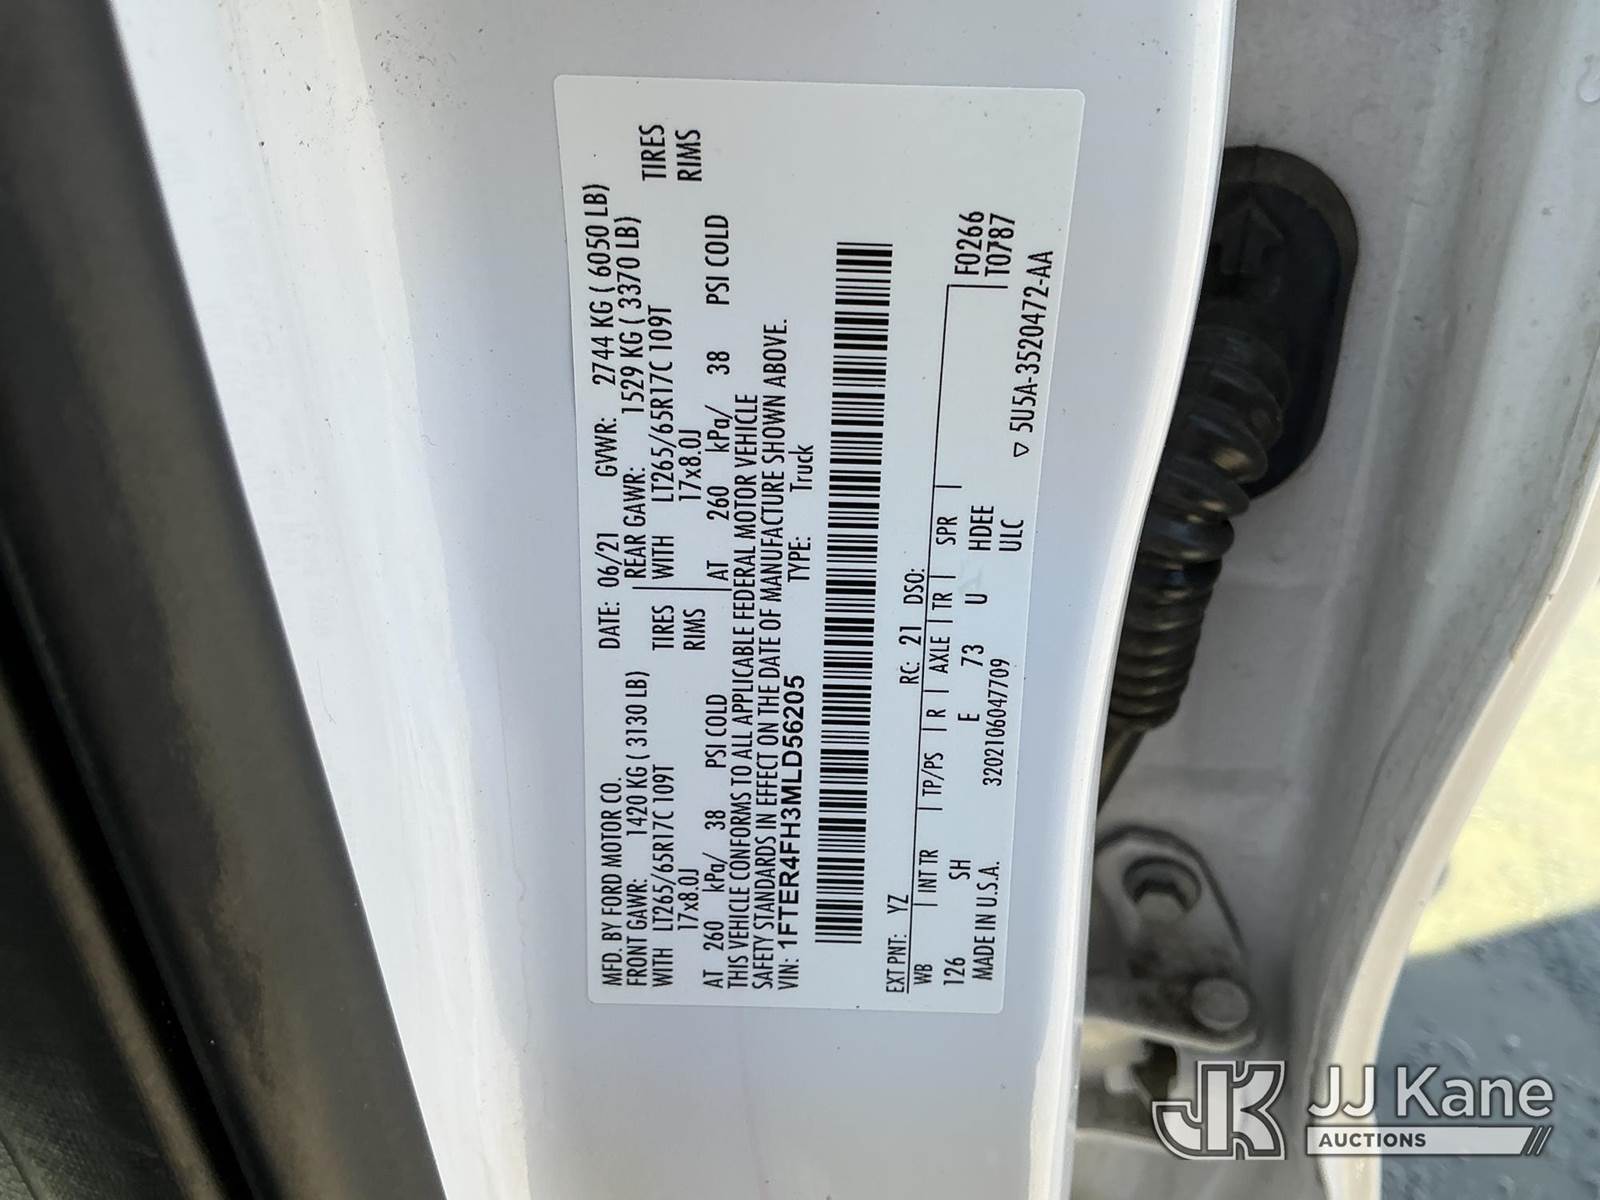 MFD. BY FORD MOTOR CO.
DATE: 06/21 GVWR: 2744 KG ( 6050 LB)
FRONT GAWR: 1420 KG ( 3130 LB) REAR GAWR: 1529 KG ( 3370 LB)
WITH LT265/65R17C 109T TIRES WITH LT265/65R17C 109T TIRES
17x8.0J RIMS 17x8.0J RIMS
AT 260 kPa/ 38 PSI COLD AT 260 kPa/ 38 PSI COLD
THIS VEHICLE CONFORMS TO ALL APPLICABLE FEDERAL MOTOR VEHICLE
SAFETY STANDARDS IN EFFECT ON THE DATE OF MANUFACTURE SHOWN ABOVE.
VIN: 1FTER4FH3MLD56205 TYPE: Truck
EXT PNT: YZ RC: 21 DSO:
WB INT TR TP/PS R AXLE TR SPR F0266
126 SH E 73 U HDEE T0787
MADE IN U.S.A. 3202106047709 ULC
▽ 5U5A-3520472-AA
JK JJ Kane
AUCTIONS